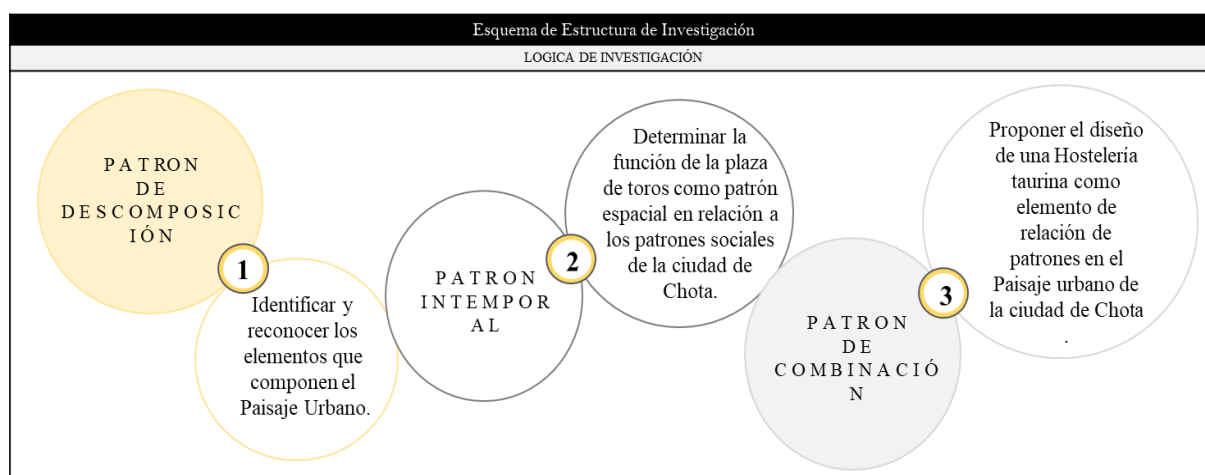 Esquema de Estructura de Investigación
LOGICA DE INVESTIGACIÓN
P A T RON
D E
D E S C O M P O S I C
I Ó N
1
Identificar y
reconocer los
elementos que
componen el
Paisaje Urbano.
P A T R O N
I N T E M P O R
A L
2
Determinar la
función de la plaza
de toros como patrón
espacial en relación a
los patrones sociales
de la ciudad de
Chota.
P A T R O N
D E
C O M B I N A C I Ó
N
3
Proponer el diseño
de una Hostelería
taurina como
elemento de
relación de
patrones en el
Paisaje urbano de
la ciudad de Chota
.